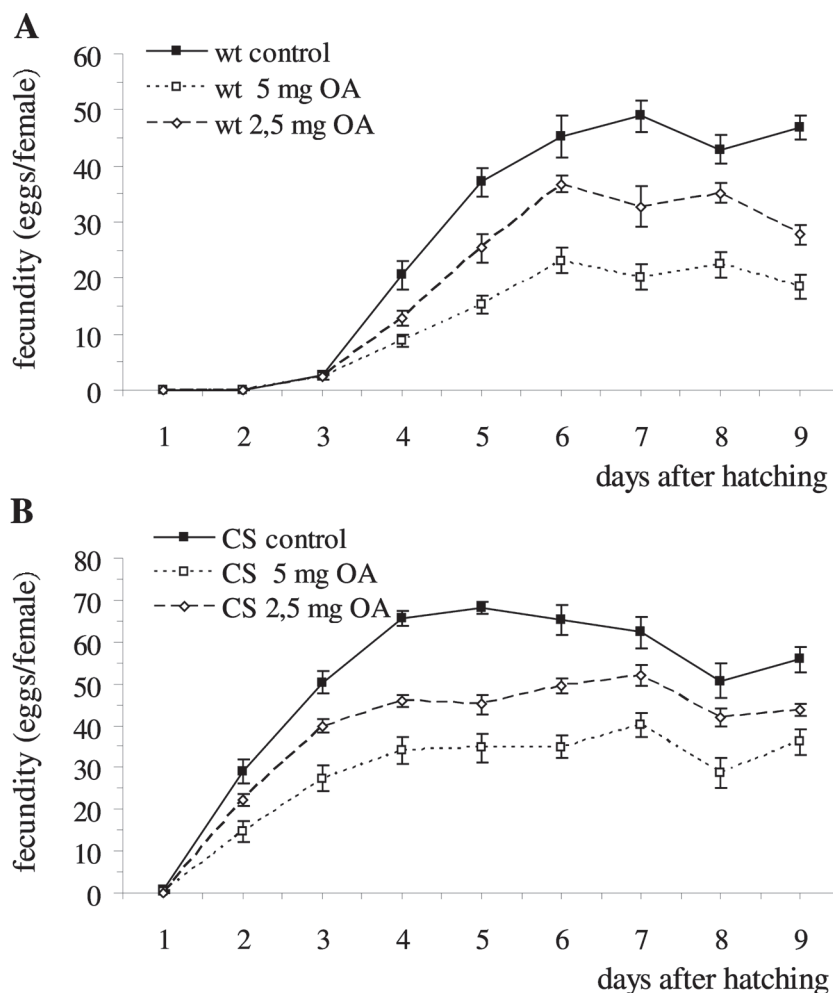 A
wt control
wt 5 mg OA
wt 2,5 mg OA
fecundity (eggs/female)
60
50
40
30
20
10
0
1 2 3 4 5 6 7 8 9
days after hatching
B
CS control
CS 5 mg OA
CS 2,5 mg OA
fecundity (eggs/female)
80
70
60
50
40
30
20
10
0
1 2 3 4 5 6 7 8 9
days after hatching